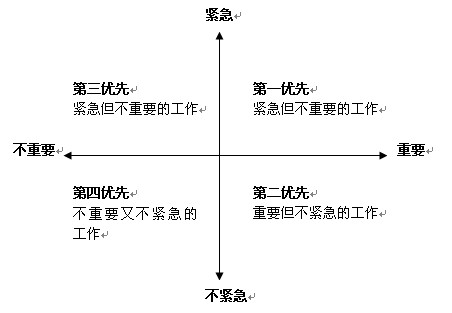 紧急
第三优先
紧急但不重要的工作
第一优先
紧急但不重要的工作
不重要
重要
第四优先
不重要又不紧急的
工作
第二优先
重要但不紧急的工作
不紧急